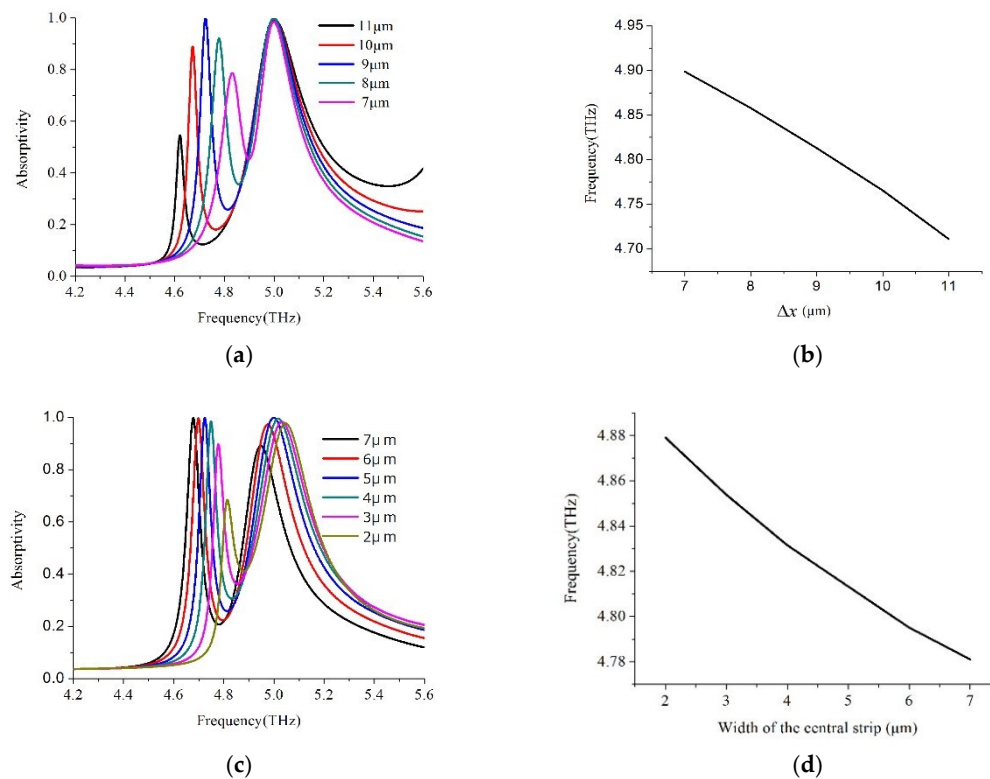 1.0
0.8
0.6
0.4
0.2
0.0
Absorptivity
11μm
10μm
9μm
8μm
7μm
4.2 4.4 4.6 4.8 5.0 5.2 5.4 5.6
Frequency(THz)
(a)
4.95
4.90
4.85
4.80
4.75
4.70
Frequency(THz)
7 8 9 10 11
Δx (μm)
(b)
1.0
0.8
0.6
0.4
0.2
0.0
Absorptivity
7μ m
6μ m
5μ m
4μ m
3μ m
2μ m
4.2 4.4 4.6 4.8 5.0 5.2 5.4 5.6
Frequency(THz)
(c)
4.88
4.86
4.84
4.82
4.80
4.78
Frequency(THz)
2 3 4 5 6 7
Width of the central strip (μm)
(d)